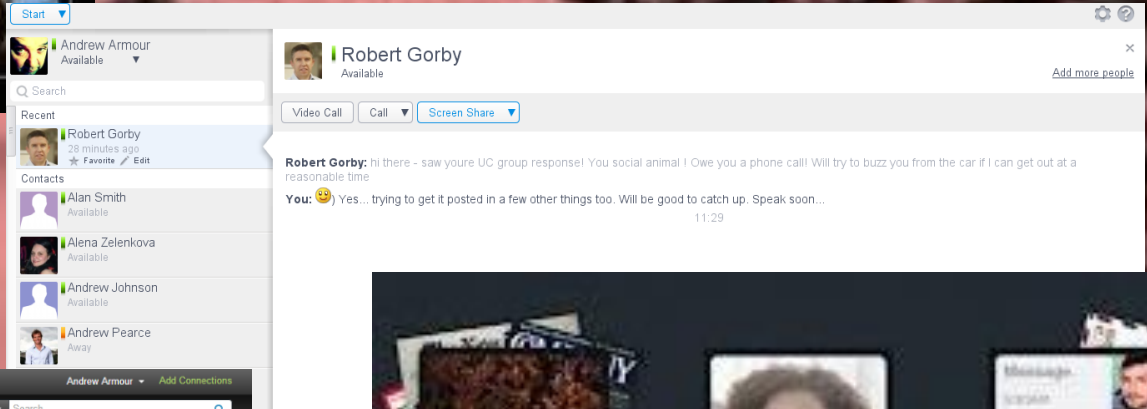 Start
Andrew Armour
Available
Search
Recent
Robert Gorby
28 minutes ago
Favorite Edit
Contacts
Alan Smith
Available
Alena Zelenkova
Available
Andrew Johnson
Available
Andrew Pearce
Away
Andrew Armour Add Connections
Search
Robert Gorby
Available
Add more people
Video Call Call Screen Share
Robert Gorby: hi there - saw youre UC group response! You social animal ! Owe you a phone call! Will try to buzz you from the car if I can get out at a
reasonable time
You: ) Yes... trying to get it posted in a few other things too. Will be good to catch up. Speak soon...
11:29
Message